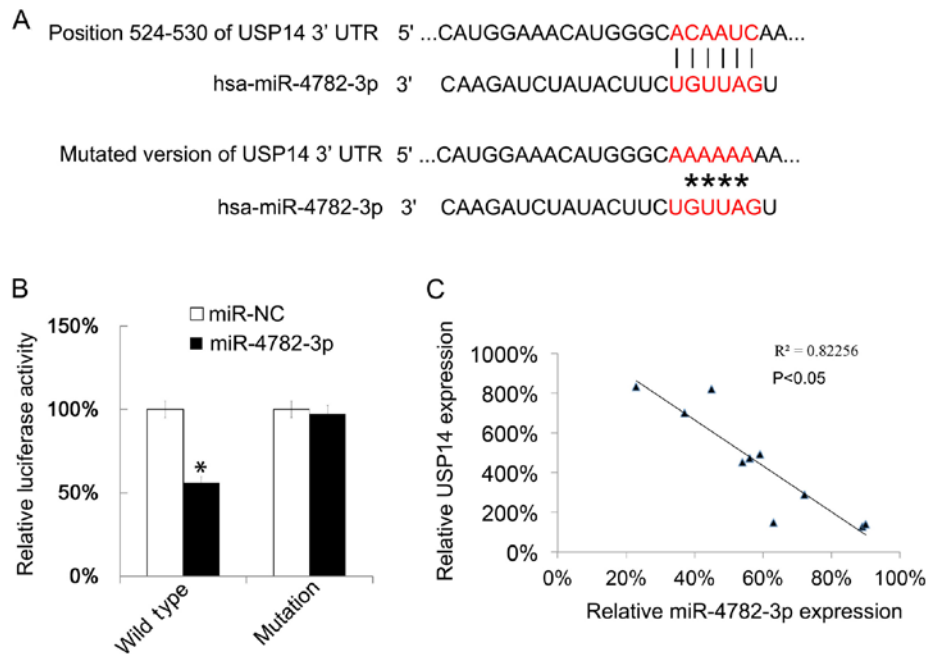 A
Position 524-530 of USP14 3' UTR 5' ...CAUGGAAACAUGGGCACAAUCAA...
hsa-miR-4782-3p 3' CAAGAUCUAUACUUCUGUUAGU
Mutated version of USP14 3' UTR 5' ...CAUGGAAACAUGGGCAAAAAAAA...
****
hsa-miR-4782-3p 3' CAAGAUCUAUACUUCUGUUAGU
B
miR-NC
miR-4782-3p
Relative luciferase activity
150%
100%
50%
0%
*
Wild type
Mutation
C
R² = 0.82256
P<0.05
Relative USP14 expression
1000%
800%
600%
400%
200%
0%
0% 20% 40% 60% 80% 100%
Relative miR-4782-3p expression